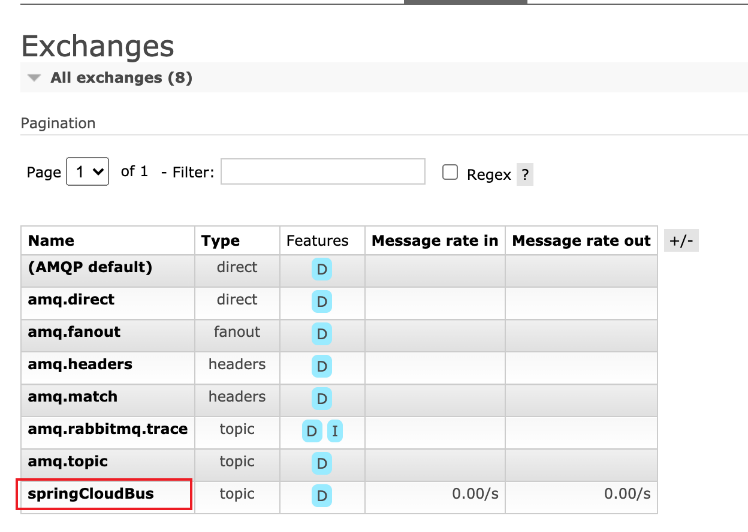 Exchanges
All exchanges (8)
Pagination
Page 1 of 1 - Filter: Regex ?
Name Type Features Message rate in Message rate out +/-
(AMQP default) direct D
amq.direct direct D
amq.fanout fanout D
amq.headers headers D
amq.match headers D
amq.rabbitmq.trace topic D I
amq.topic topic D
springCloudBus topic D 0.00/s 0.00/s